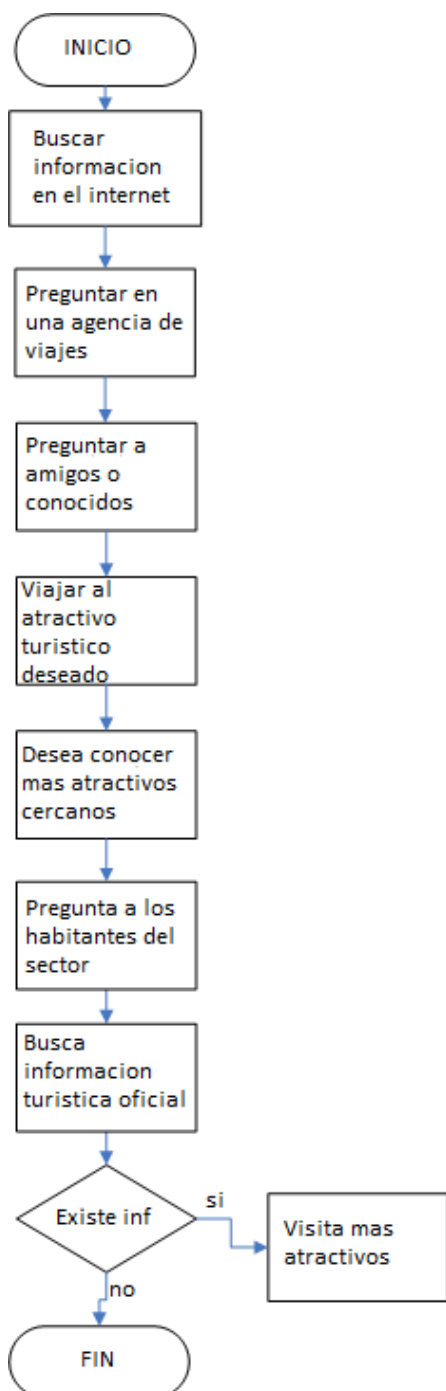 INICIO
Buscar
informacion
en el internet
Preguntar en
una agencia de
viajes
Preguntar a
amigos o
conocidos
Viajar al
atractivo
turistico
deseado
Desea conocer
mas atractivos
cercanos
Pregunta a los
habitantes del
sector
Busca
informacion
turistica oficial
Existe inf
si
Visita mas
atractivos
no
FIN